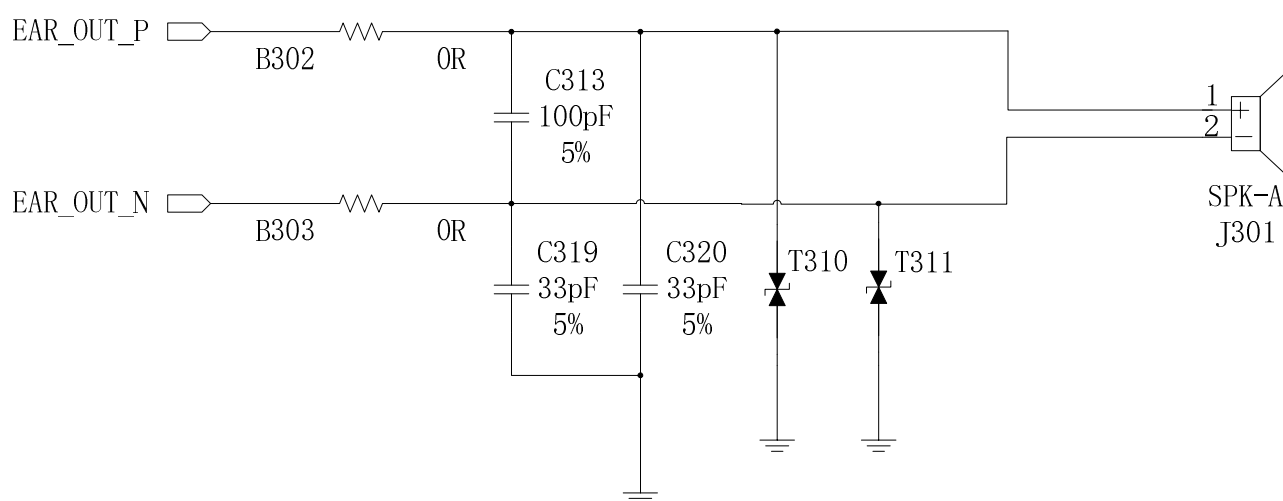 EAR_OUT_P
B302
0R
C313
100pF
5%
1
2
EAR_OUT_N
B303
0R
SPK-A
J301
C319
33pF
5%
C320
33pF
5%
T310
T311